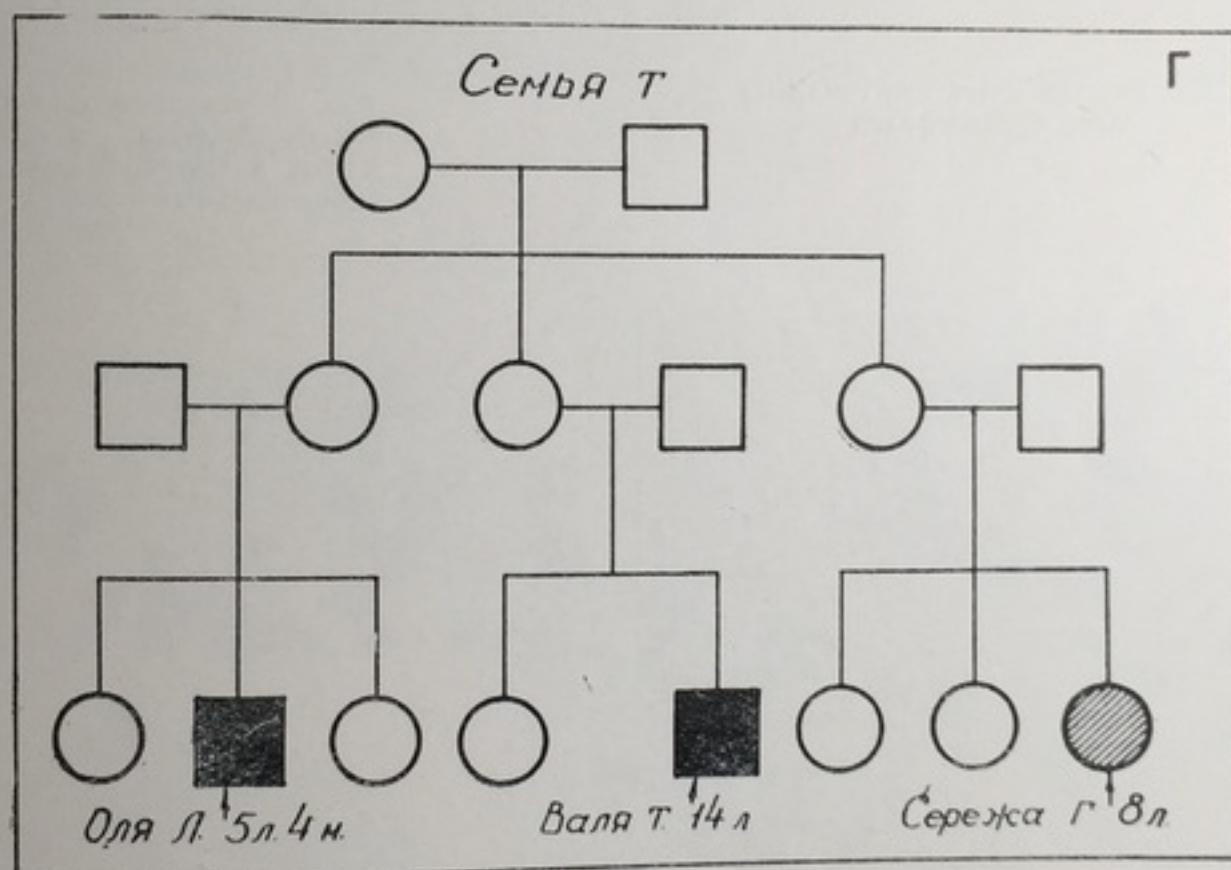 Семья Т
Г
Оля Л. 5л. 4м.
Валя Т. 14л
Сережа Г 8л.